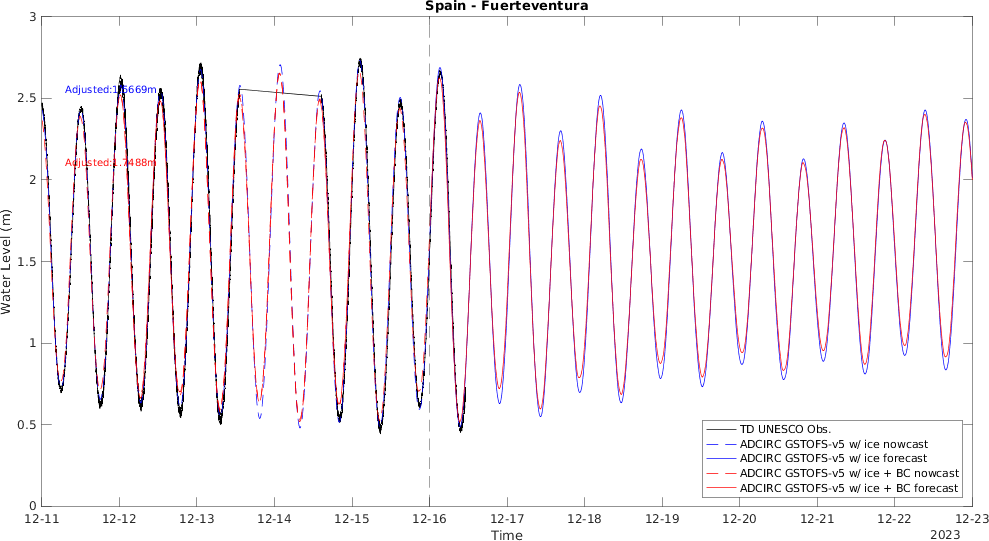 Spain - Fuerteventura
3
2.5
2
1.5
1
0.5
0
Water Level (m)
Adjusted:1.6669m
Adjusted:1.7488m
TD UNESCO Obs.
ADCIRC GSTOFS-v5 w/ ice nowcast
ADCIRC GSTOFS-v5 w/ ice forecast
ADCIRC GSTOFS-v5 w/ ice + BC nowcast
ADCIRC GSTOFS-v5 w/ ice + BC forecast
12-11 12-12 12-13 12-14 12-15 12-16 12-17 12-18 12-19 12-20 12-21 12-22 12-23
Time
2023